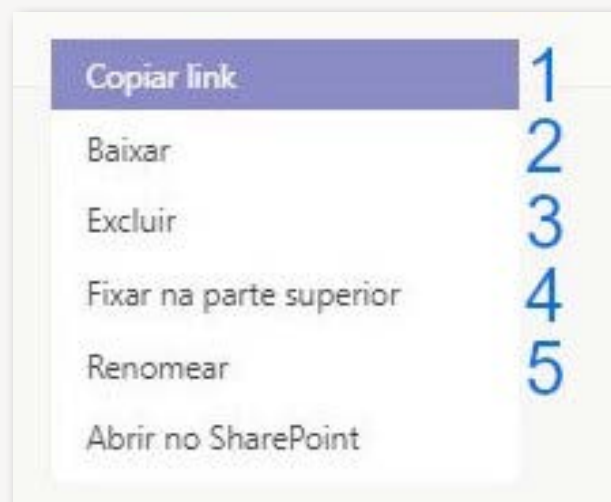 Copiar link 1
Baixar 2
Excluir 3
Fixar na parte superior 4
Renomear 5
Abrir no SharePoint